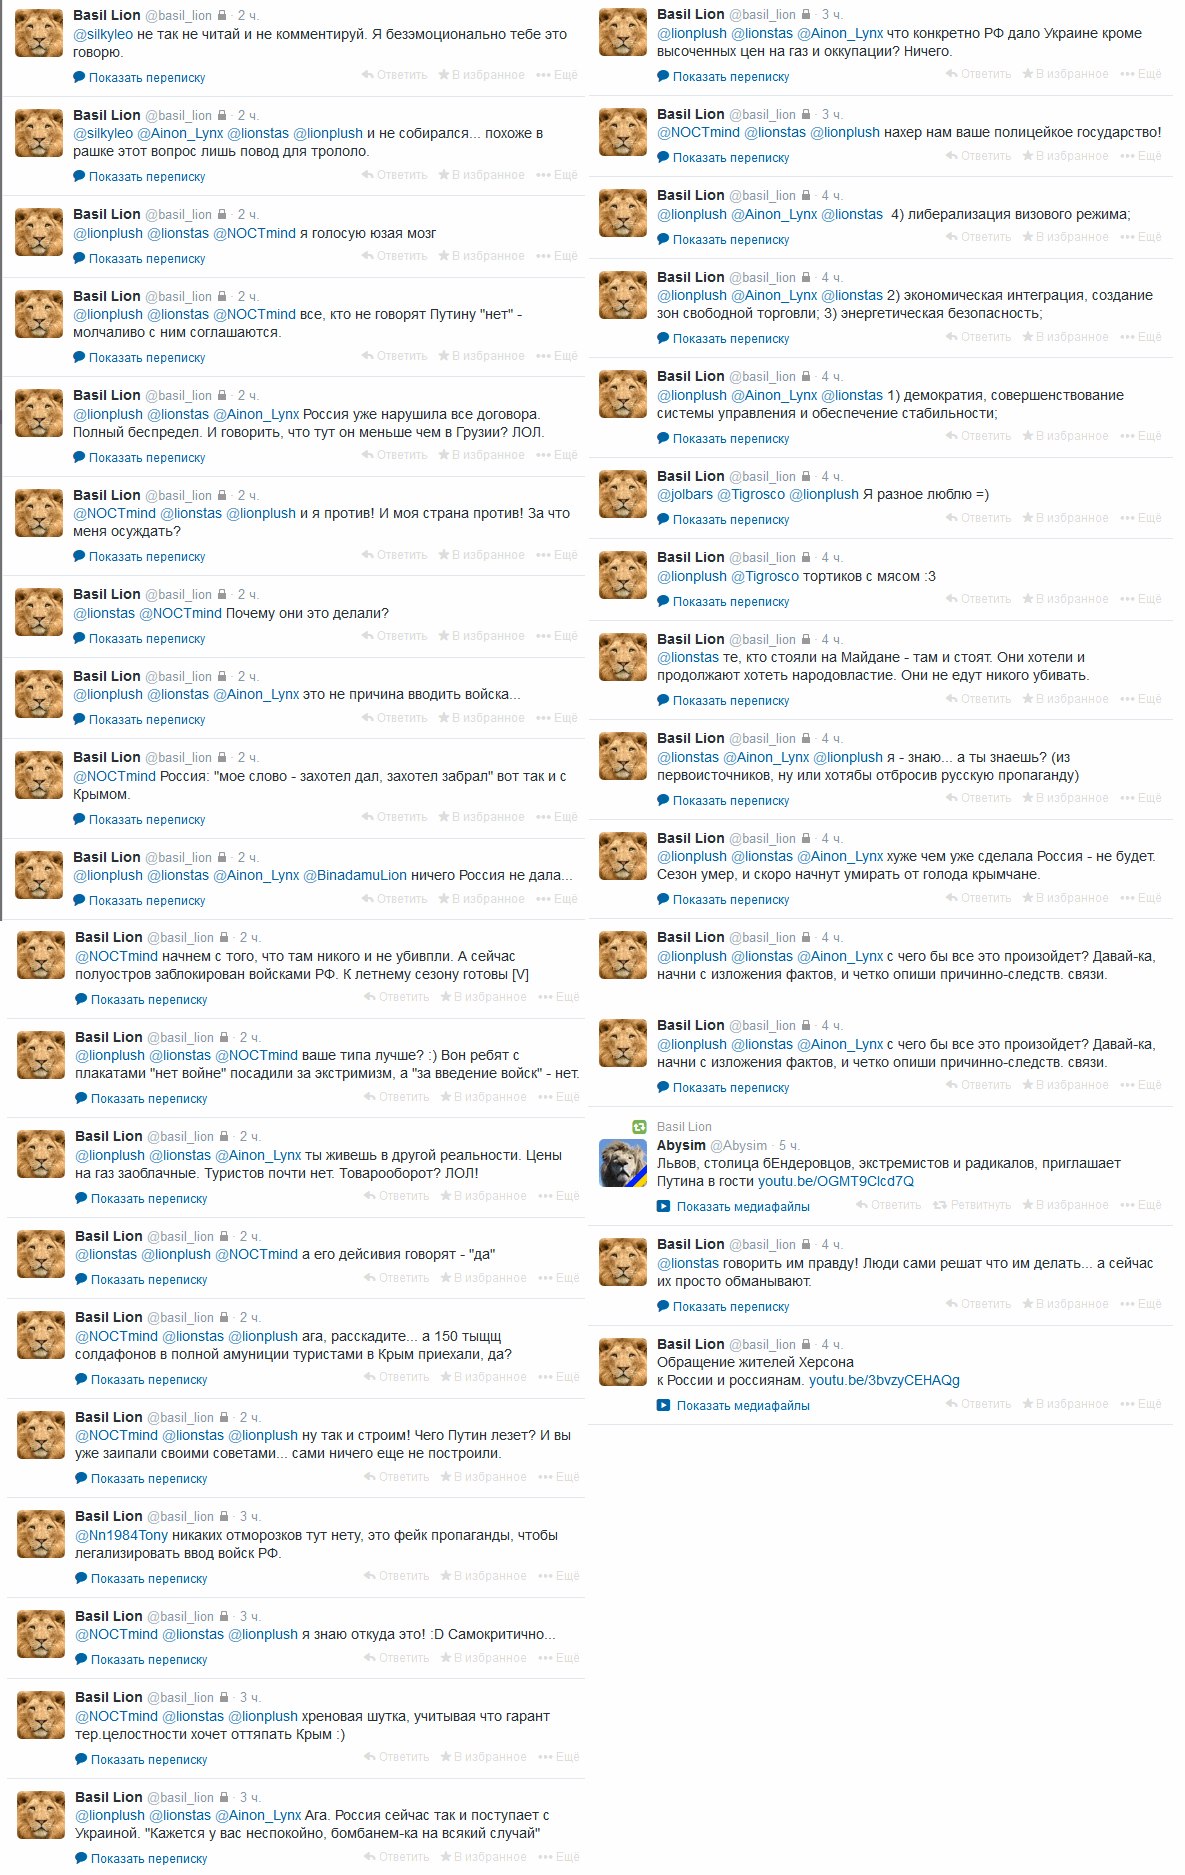 Basil Lion @basil_lion · 2 ч.
@silkyleo не так не читай и не комментируй. Я беззмоционально тебе это
говорю.
Показать переписку
Ответить В избранное Ещё
Basil Lion @basil_lion · 2 ч.
@silkyleo @Ainon_Lynx @lionstas @lionplush и не собирался... похоже в
рашке этот вопрос лишь повод для трололо.
Показать переписку
Ответить В избранное Ещё
Basil Lion @basil_lion · 2 ч.
@lionplush @lionstas @NOCTmind я голосую юзая мозг
Показать переписку
Ответить В избранное Ещё
Basil Lion @basil_lion · 2 ч.
@lionplush @lionstas @NOCTmind все, кто не говорят Путину "нет" -
молчаливо с ним соглашаются.
Показать переписку
Ответить В избранное Ещё
Basil Lion @basil_lion · 2 ч.
@lionplush @lionstas @Ainon_Lynx Россия уже нарушила все договора.
Полный беспредел. И говорить, что тут он меньше чем в Грузии? ЛОЛ.
Показать переписку
Ответить В избранное Ещё
Basil Lion @basil_lion · 2 ч.
@NOCTmind @lionstas @lionplush и я против! И моя страна против! За что
меня осуждать?
Показать переписку
Ответить В избранное Ещё
Basil Lion @basil_lion · 2 ч.
@lionstas @NOCTmind Почему они это делали?
Показать переписку
Ответить В избранное Ещё
Basil Lion @basil_lion · 2 ч.
@lionplush @lionstas @Ainon_Lynx это не причина вводить войска...
Показать переписку
Ответить В избранное Ещё
Basil Lion @basil_lion · 2 ч.
@NOCTmind Россия: "мое слово - захотел дал, захотел забрал" вот так и с
Крымом.
Показать переписку
Ответить В избранное Ещё
Basil Lion @basil_lion · 2 ч.
@lionplush @lionstas @Ainon_Lynx @BinadamuLion ничего Россия не дала...
Показать переписку
Ответить В избранное Ещё
Basil Lion @basil_lion · 2 ч.
@NOCTmind начнем с того, что там никого и не убивпли. А сейчас
полуостров заблокирован войсками РФ. К летнему сезону готовы [V]
Показать переписку
Ответить В избранное Ещё
Basil Lion @basil_lion · 2 ч.
@lionplush @lionstas @NOCTmind ваше типа лучше? :) Вон ребят с
плакатами "нет войне" посадили за экстримизм, а "за введение войск" - нет.
Показать переписку
Ответить В избранное Ещё
Basil Lion @basil_lion · 2 ч.
@lionplush @lionstas @Ainon_Lynx ты живешь в другой реальности. Цены
на газ заоблачные. Туристов почти нет. Товарооборот? ЛОЛ!
Показать переписку
Ответить В избранное Ещё
Basil Lion @basil_lion · 2 ч.
@lionstas @lionplush @NOCTmind а его дейсивия говорят - "да"
Показать переписку
Ответить В избранное Ещё
Basil Lion @basil_lion · 2 ч.
@NOCTmind @lionstas @lionplush ага, расскадите... а 150 тыщщ
солдафонов в полной амуниции туристами в Крым приехали, да?
Показать переписку
Ответить В избранное Ещё
Basil Lion @basil_lion · 2 ч.
@NOCTmind @lionstas @lionplush ну так и строим! Чего Путин лезет? И вы
уже заипали своими советами... сами ничего еще не построили.
Показать переписку
Ответить В избранное Ещё
Basil Lion @basil_lion · 3 ч.
@Nn1984Tony никаких отморозков тут нету, это фейк пропаганды, чтобы
легализировать ввод войск РФ.
Показать переписку
Ответить В избранное Ещё
Basil Lion @basil_lion · 3 ч.
@NOCTmind @lionstas @lionplush я знаю откуда это! :D Самокритично...
Показать переписку
Ответить В избранное Ещё
Basil Lion @basil_lion · 3 ч.
@NOCTmind @lionstas @lionplush хреновая шутка, учитывая что гарант
тер.целостности хочет оттяпать Крым :)
Показать переписку
Ответить В избранное Ещё
Basil Lion @basil_lion · 3 ч.
@lionplush @lionstas @Ainon_Lynx Ага. Россия сейчас так и поступает с
Украиной. "Кажется у вас неспокойно, бомбанем-ка на всякий случай"
Показать переписку
Ответить В избранное Ещё
Basil Lion @basil_lion · 3 ч.
@lionplush @lionstas @Ainon_Lynx что конкретно РФ дало Украине кроме
высоченных цен на газ и оккупации? Ничего.
Показать переписку
Ответить В избранное Ещё
Basil Lion @basil_lion · 3 ч.
@NOCTmind @lionstas @lionplush нахер нам ваше полицейкое государство!
Показать переписку
Ответить В избранное Ещё
Basil Lion @basil_lion · 4 ч.
@lionplush @Ainon_Lynx @lionstas 4) либерализация визового режима;
Показать переписку
Ответить В избранное Ещё
Basil Lion @basil_lion · 4 ч.
@lionplush @Ainon_Lynx @lionstas 2) экономическая интеграция, создание
зон свободной торговли; 3) энергетическая безопасность;
Показать переписку
Ответить В избранное Ещё
Basil Lion @basil_lion · 4 ч.
@lionplush @Ainon_Lynx @lionstas 1) демократия, совершенствование
системы управления и обеспечение стабильности;
Показать переписку
Ответить В избранное Ещё
Basil Lion @basil_lion · 4 ч.
@jolbars @Tigrosco @lionplush Я разное люблю =)
Показать переписку
Ответить В избранное Ещё
Basil Lion @basil_lion · 4 ч.
@lionplush @Tigrosco тортиков с мясом :3
Показать переписку
Ответить В избранное Ещё
Basil Lion @basil_lion · 4 ч.
@lionstas те, кто стояли на Майдане - там и стоят. Они хотели и
продолжают хотеть народовластие. Они не едут никого убивать.
Показать переписку
Ответить В избранное Ещё
Basil Lion @basil_lion · 4 ч.
@lionstas @Ainon_Lynx @lionplush я - знаю... а ты знаешь? (из
первоисточников, ну или хотябы отбросив русскую пропаганду)
Показать переписку
Ответить В избранное Ещё
Basil Lion @basil_lion · 4 ч.
@lionplush @lionstas @Ainon_Lynx хуже чем уже сделала Россия - не будет.
Сезон умер, и скоро начнут умирать от голода крымчане.
Показать переписку
Ответить В избранное Ещё
Basil Lion @basil_lion · 4 ч.
@lionplush @lionstas @Ainon_Lynx с чего бы все это произойдет? Давай-ка,
начни с изложения фактов, и четко опиши причинно-следств. связи.
Basil Lion @basil_lion · 4 ч.
@lionplush @lionstas @Ainon_Lynx с чего бы все это произойдет? Давай-ка,
начни с изложения фактов, и четко опиши причинно-следств. связи.
Показать переписку
Ответить В избранное Ещё
Basil Lion
Abysim @Abysim · 5 ч.
Львов, столица бЕндеровцов, экстремистов и радикалов, приглашает
Путина в гости youtu.be/OGMT9Clcd7Q
Показать медиафайлы
Ответить Ретвитнуть В избранное Ещё
Basil Lion @basil_lion · 4 ч.
@lionstas говорить им правду! Люди сами решат что им делать... а сейчас
их просто обманывают.
Показать переписку
Ответить В избранное Ещё
Basil Lion @basil_lion · 4 ч.
Обращение жителей Херсона
к России и россиянам. youtu.be/3bvzyCEHAQg
Показать медиафайлы
Ответить В избранное Ещё